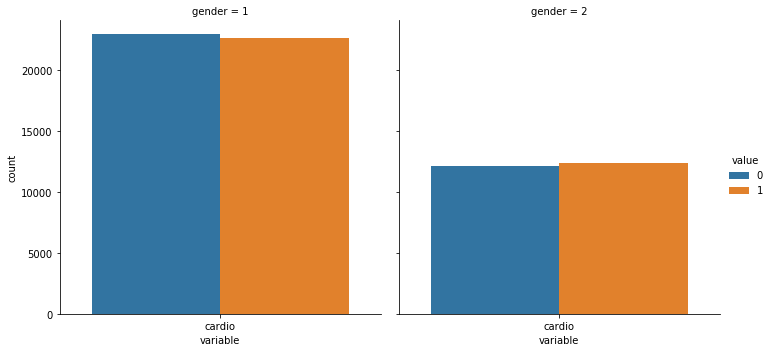 gender = 1
gender = 2
20000
15000
10000
5000
0
count
cardio
variable
cardio
variable
value
0
1